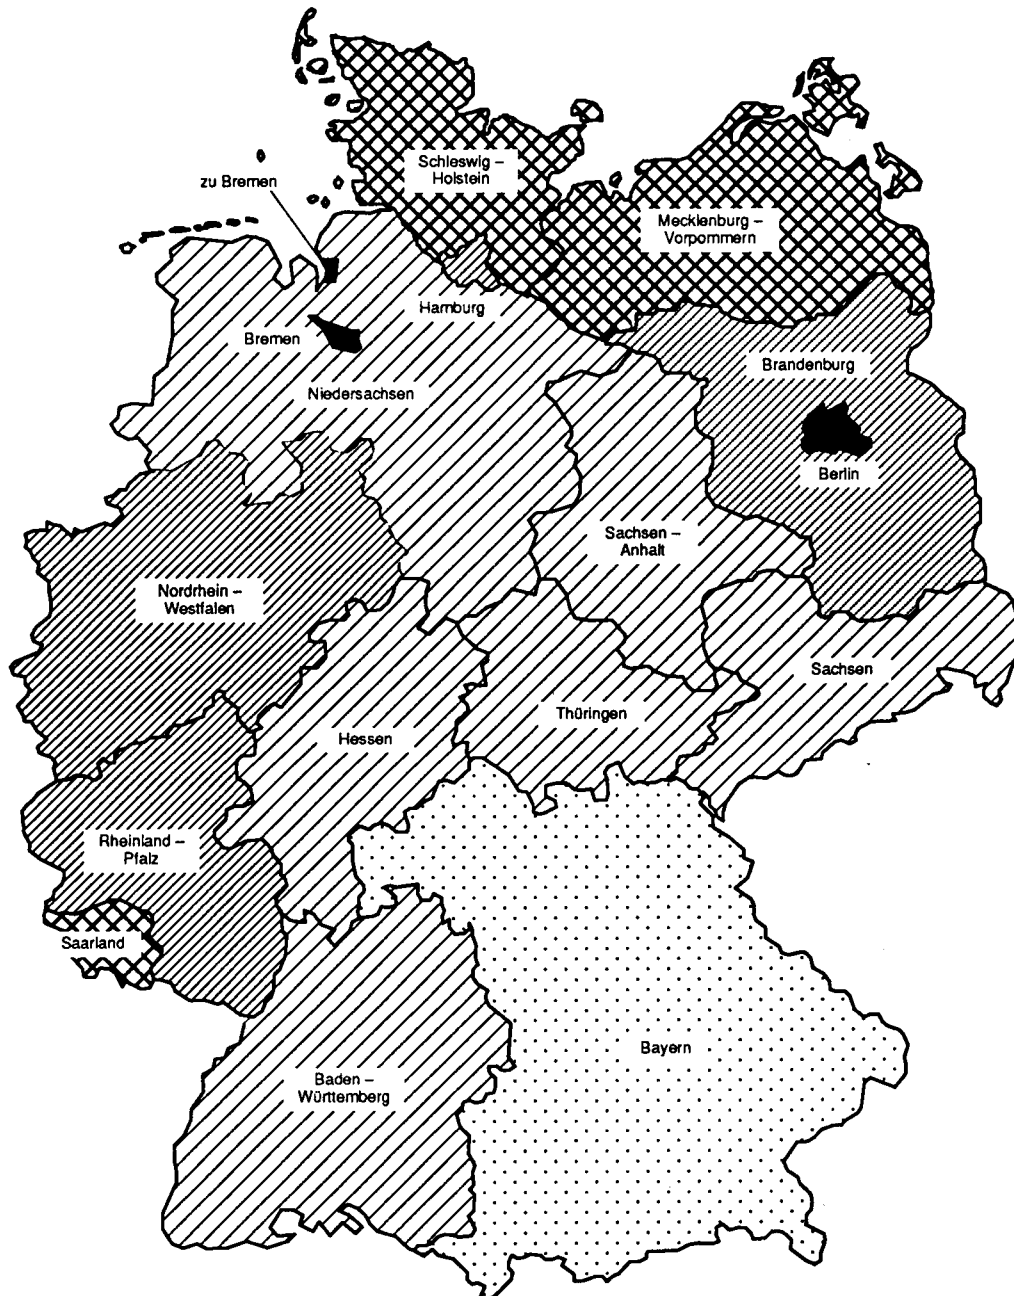 Schleswig –
Holstein
zu Bremen
Mecklenburg –
Vorpommern
Hamburg
Bremen
Brandenburg
Niedersachsen
Berlin
Sachsen –
Anhalt
Nordrhein –
Westfalen
Sachsen
Thüringen
Hessen
Rheinland –
Pfalz
Saarland
Bayern
Baden –
Württemberg